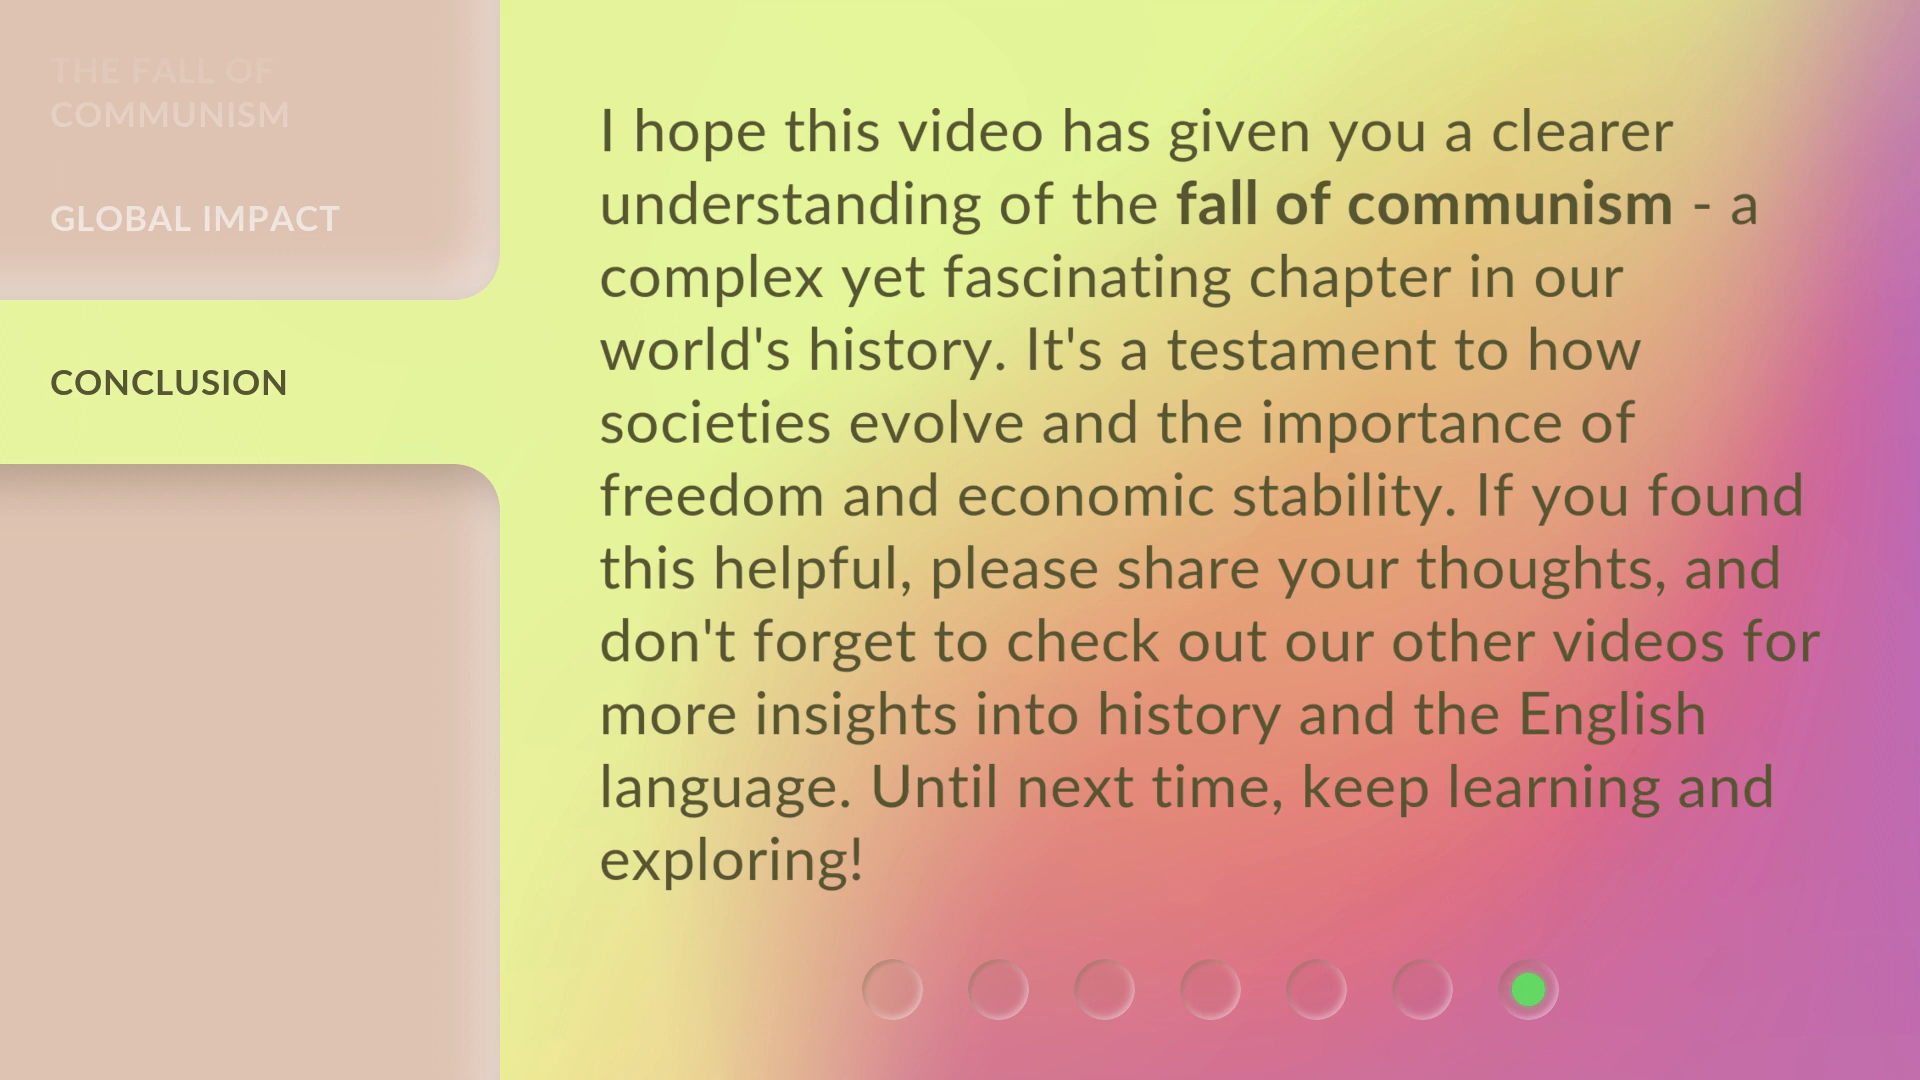 THE FALL OF
COMMUNISM
GLOBAL IMPACT
CONCLUSION
I hope this video has given you a clearer
understanding of the fall of communism - a
complex yet fascinating chapter in our
world's history. It's a testament to how
societies evolve and the importance of
freedom and economic stability. If you found
this helpful, please share your thoughts, and
don't forget to check out our other videos for
more insights into history and the English
language. Until next time, keep learning and
exploring!